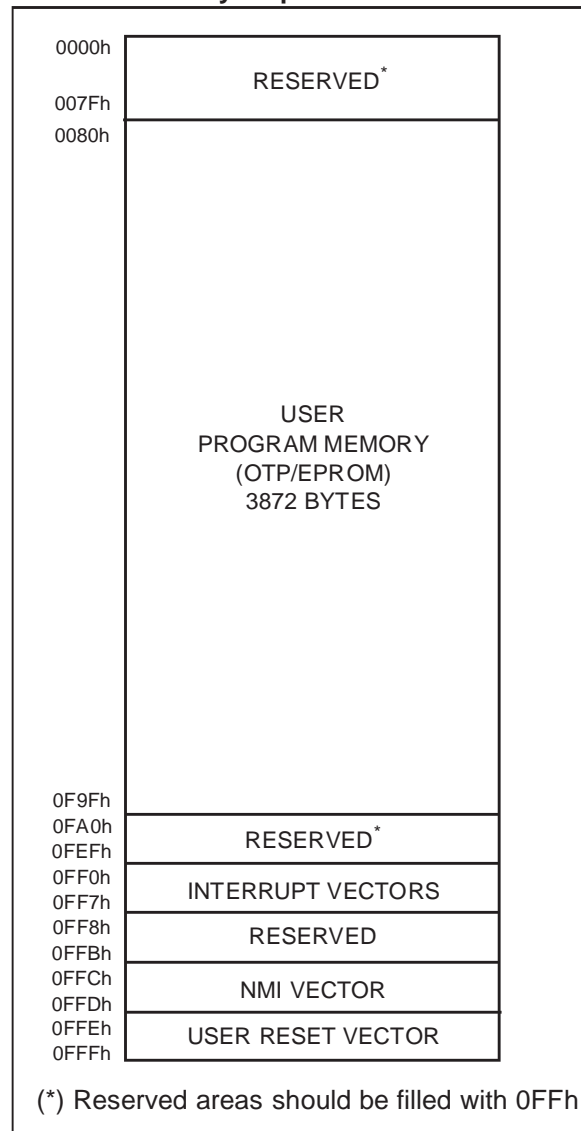 0000h
RESERVED*
007Fh
0080h
USER
PROGRAM MEMORY
(OTP/EPROM)
3872 BYTES
0F9Fh
0FA0h
RESERVED*
0FEFh
0FF0h
INTERRUPT VECTORS
0FF7h
0FF8h
RESERVED
0FFBh
0FFCh
NMI VECTOR
0FFDh
0FFEh
USER RESET VECTOR
0FFFh
(*) Reserved areas should be filled with 0FFh